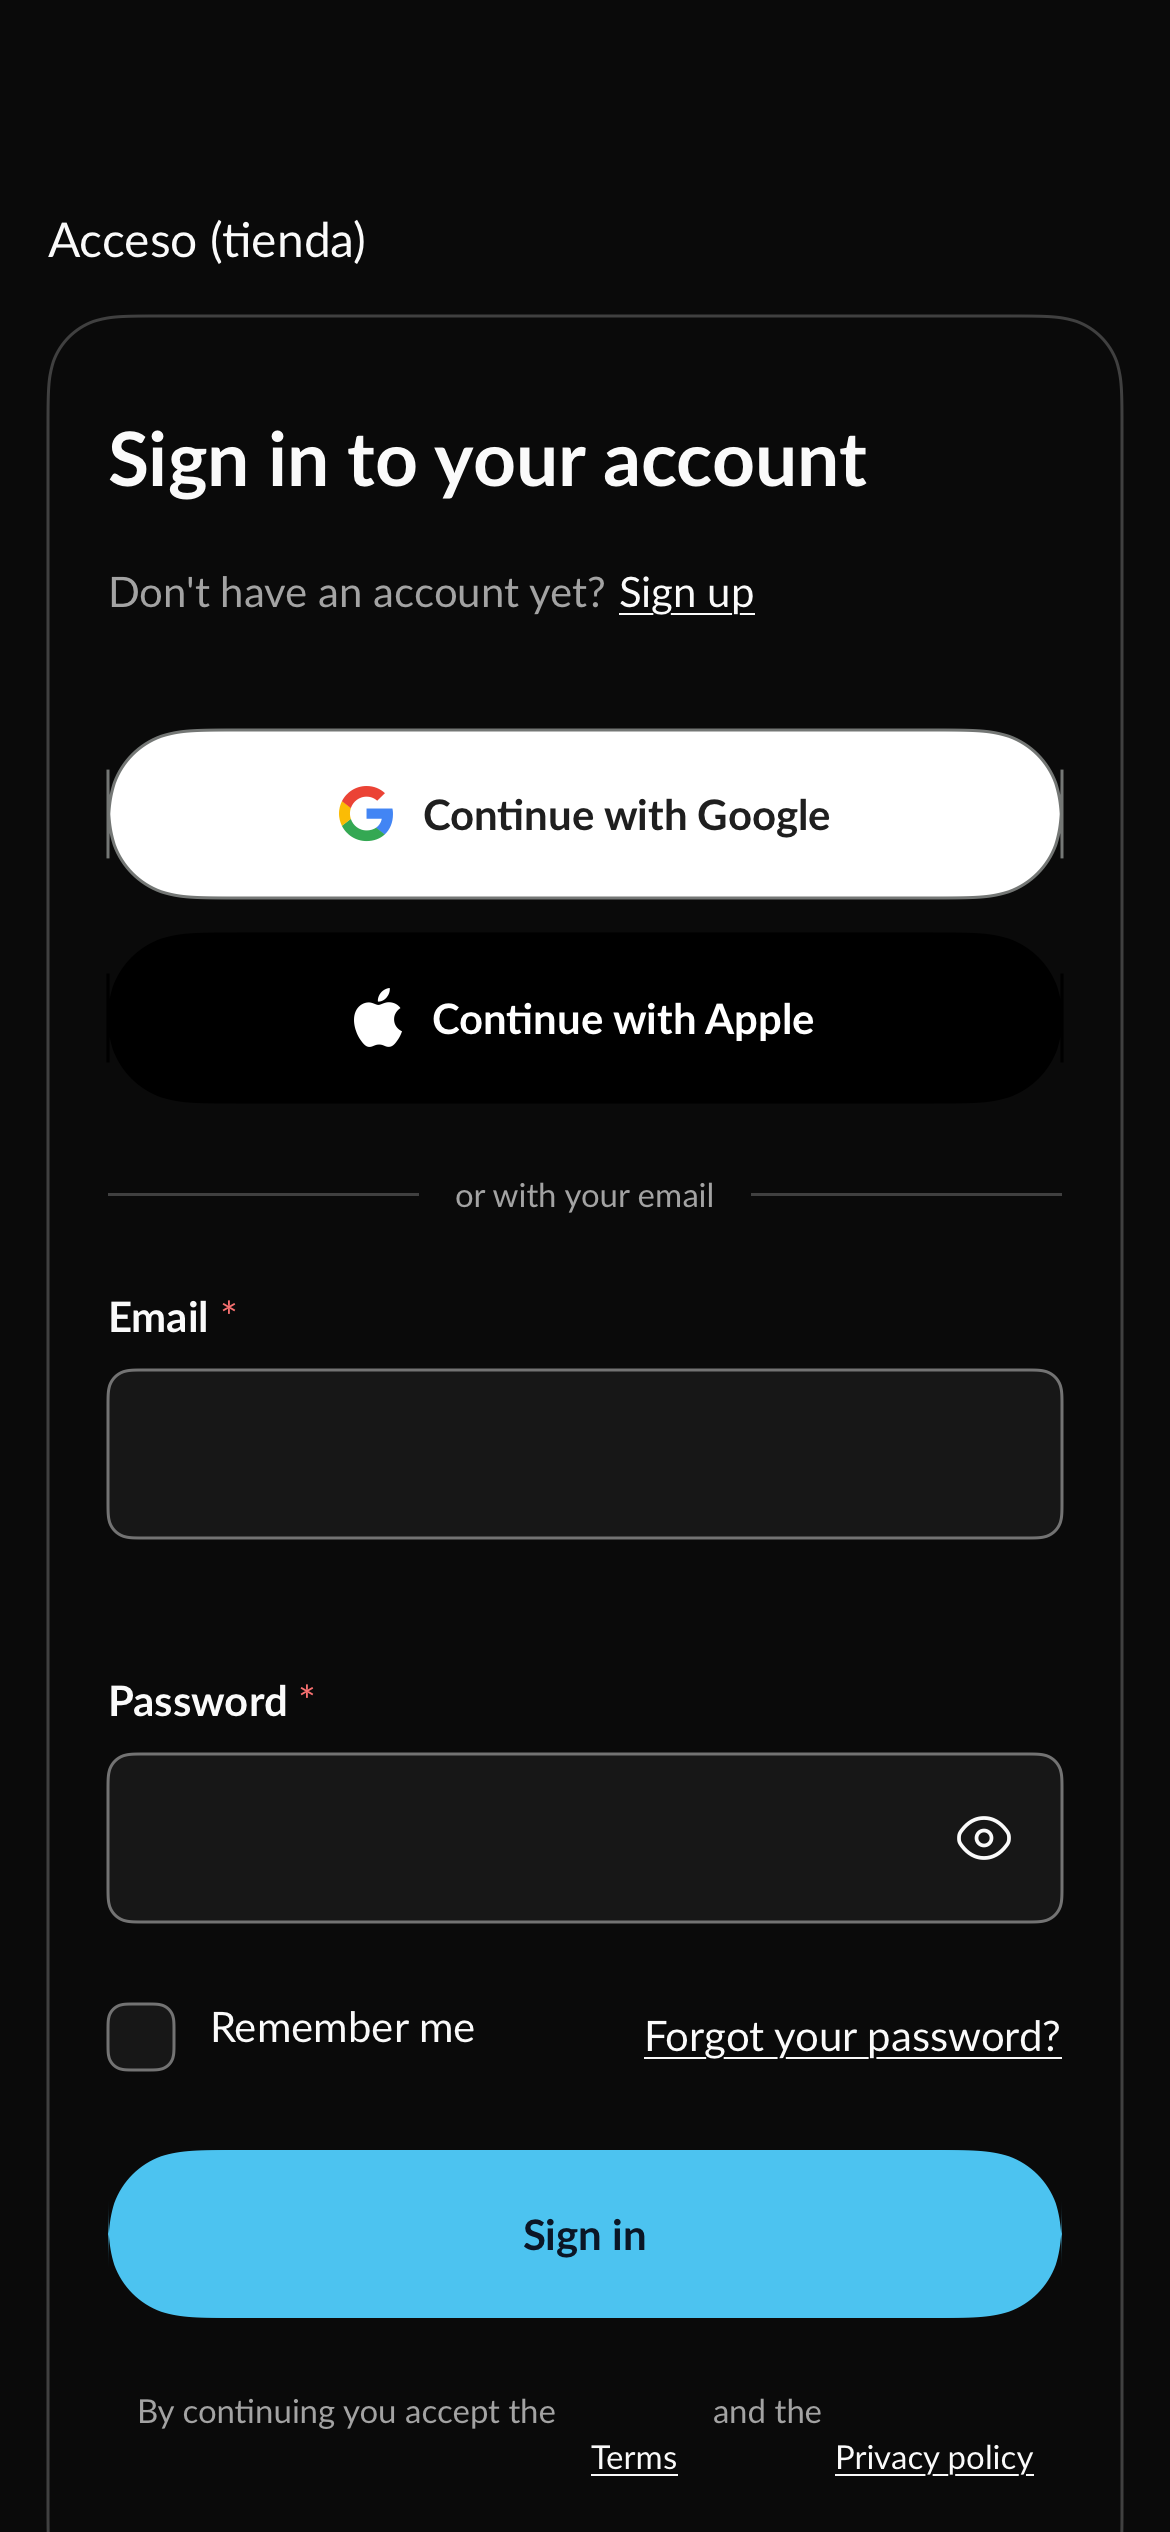 Acceso (tienda)
Sign in to your account
Don't have an account yet? Sign up
Continue with Google
Continue with Apple
or with your email
Email *
Password *
Remember me
Forgot your password?
Sign in
By continuing you accept the Terms and the Privacy policy